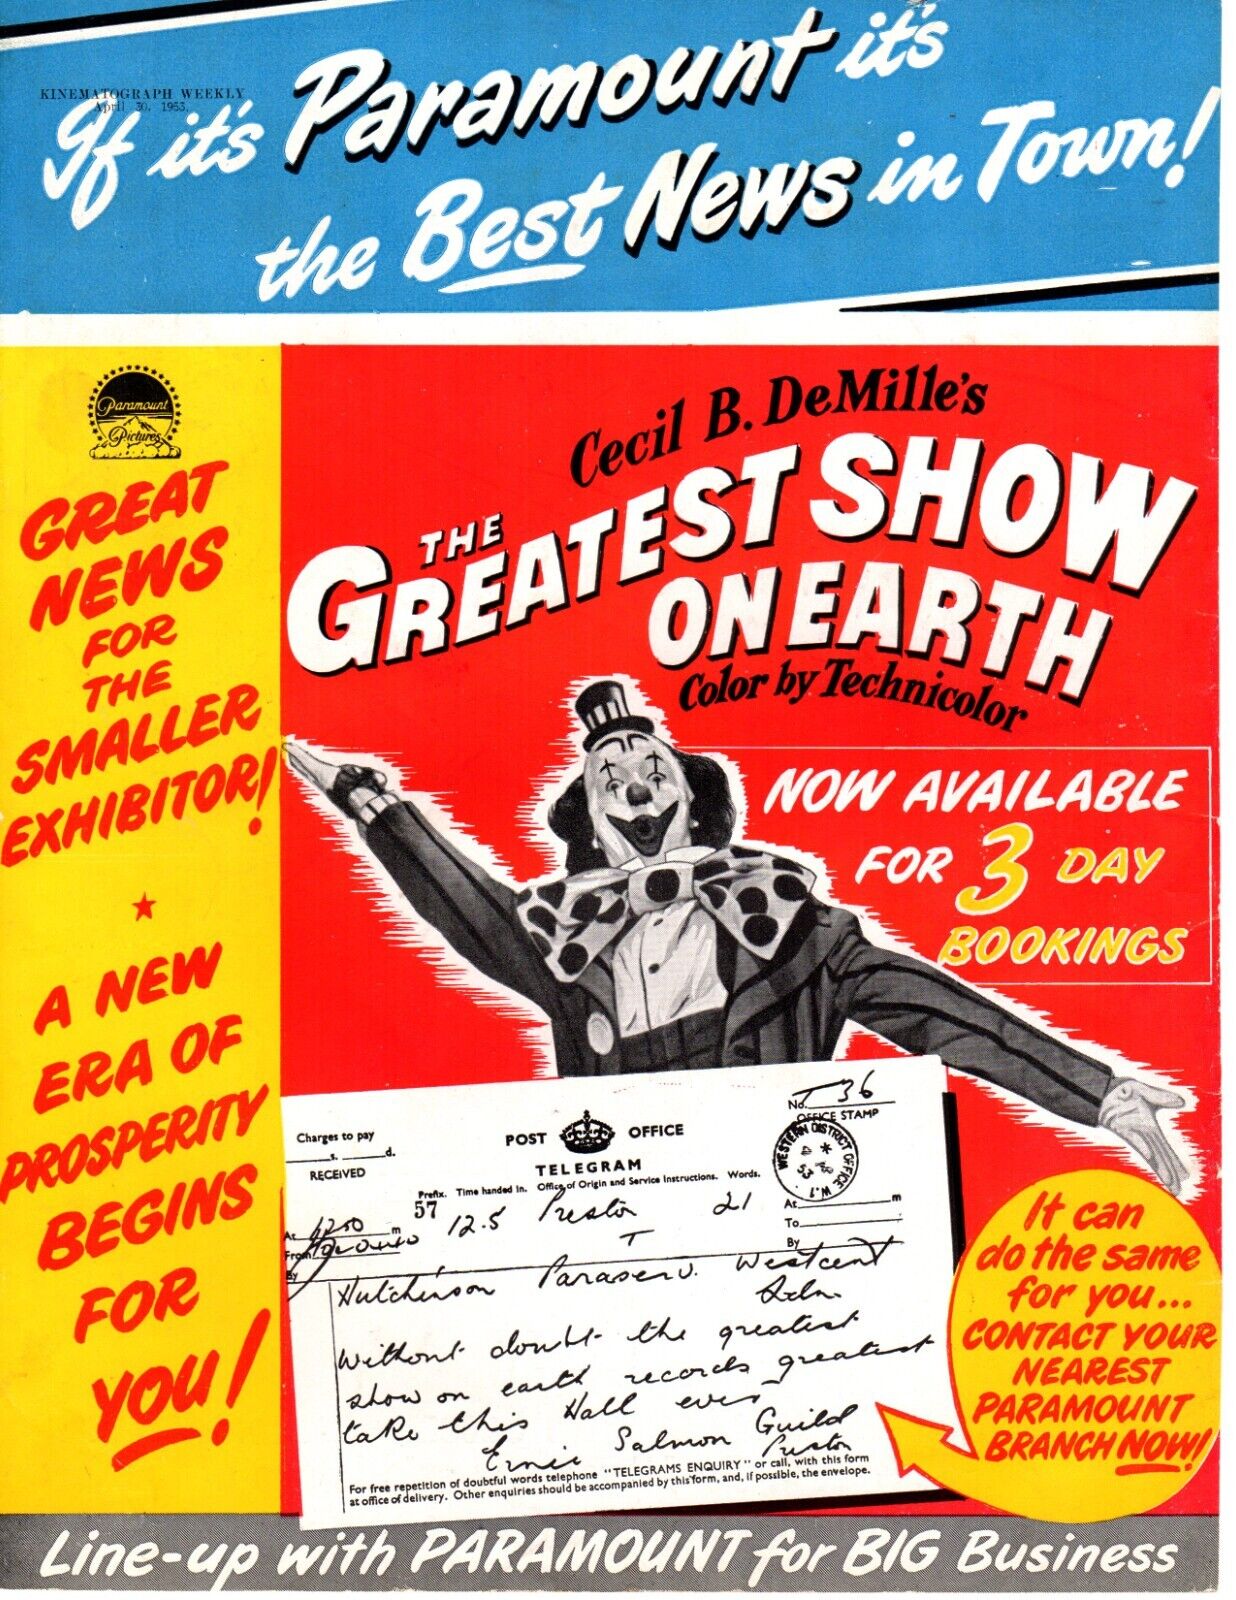 KINEMATOGRAPH WEEKLY
April 30, 1953.
If it's Paramount it's
the Best News in Town!
Paramount
Pictures
GREAT
NEWS
FOR
THE
SMALLER
EXHIBITOR!
A NEW
ERA OF
PROSPERITY
BEGINS
FOR
YOU!
Cecil B. DeMille's
THE
GREATEST SHOW
ON EARTH
Color by Technicolor
NOW AVAILABLE
FOR 3 DAY
BOOKINGS
Charges to pay
s. d.
RECEIVED
POST OFFICE
TELEGRAM
No. T36
OFFICE STAMP
WESTERN DISTRICT OFFICE W.1.
Prefix. Time handed in. Office of Origin and Service Instructions. Words.
57 12.5 Preston 21
At 1250 m
From Toronto
By
T
At m
To
By
Hutchinson Paraserv. Westcent
Ldn
Without doubt the greatest
show on earth records greatest
take this Hall ever
Ernie Salmon Guild
Preston
For free repetition of doubtful words telephone "TELEGRAMS ENQUIRY" or call, with this form
at office of delivery. Other enquiries should be accompanied by this form, and, if possible, the envelope.
It can
do the same
for you...
CONTACT YOUR
NEAREST
PARAMOUNT
BRANCH NOW!
Line-up with PARAMOUNT for BIG Business